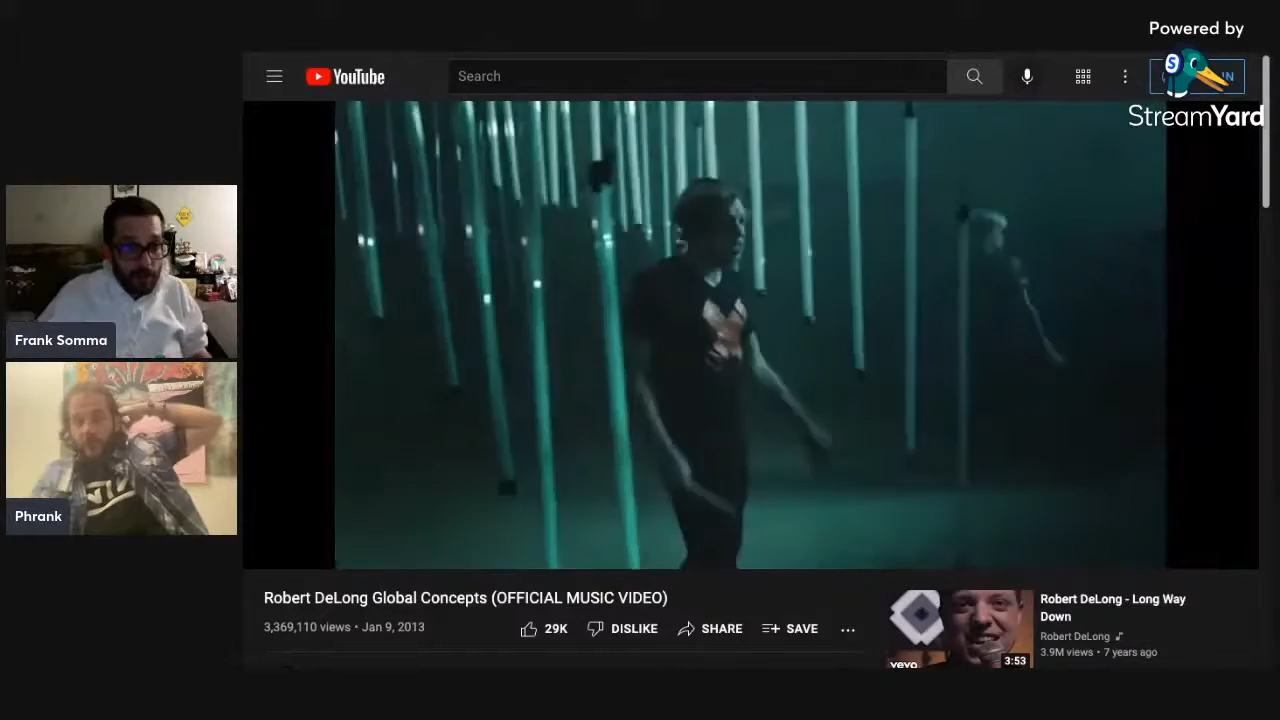 Powered by
StreamYard
YouTube
Search
IN
Frank Somma
Phrank
Robert DeLong Global Concepts (OFFICIAL MUSIC VIDEO)
3,369,110 views • Jan 9, 2013
29K
DISLIKE
SHARE
SAVE
vevo
3:53
Robert DeLong - Long Way
Down
Robert DeLong
3.9M views • 7 years ago